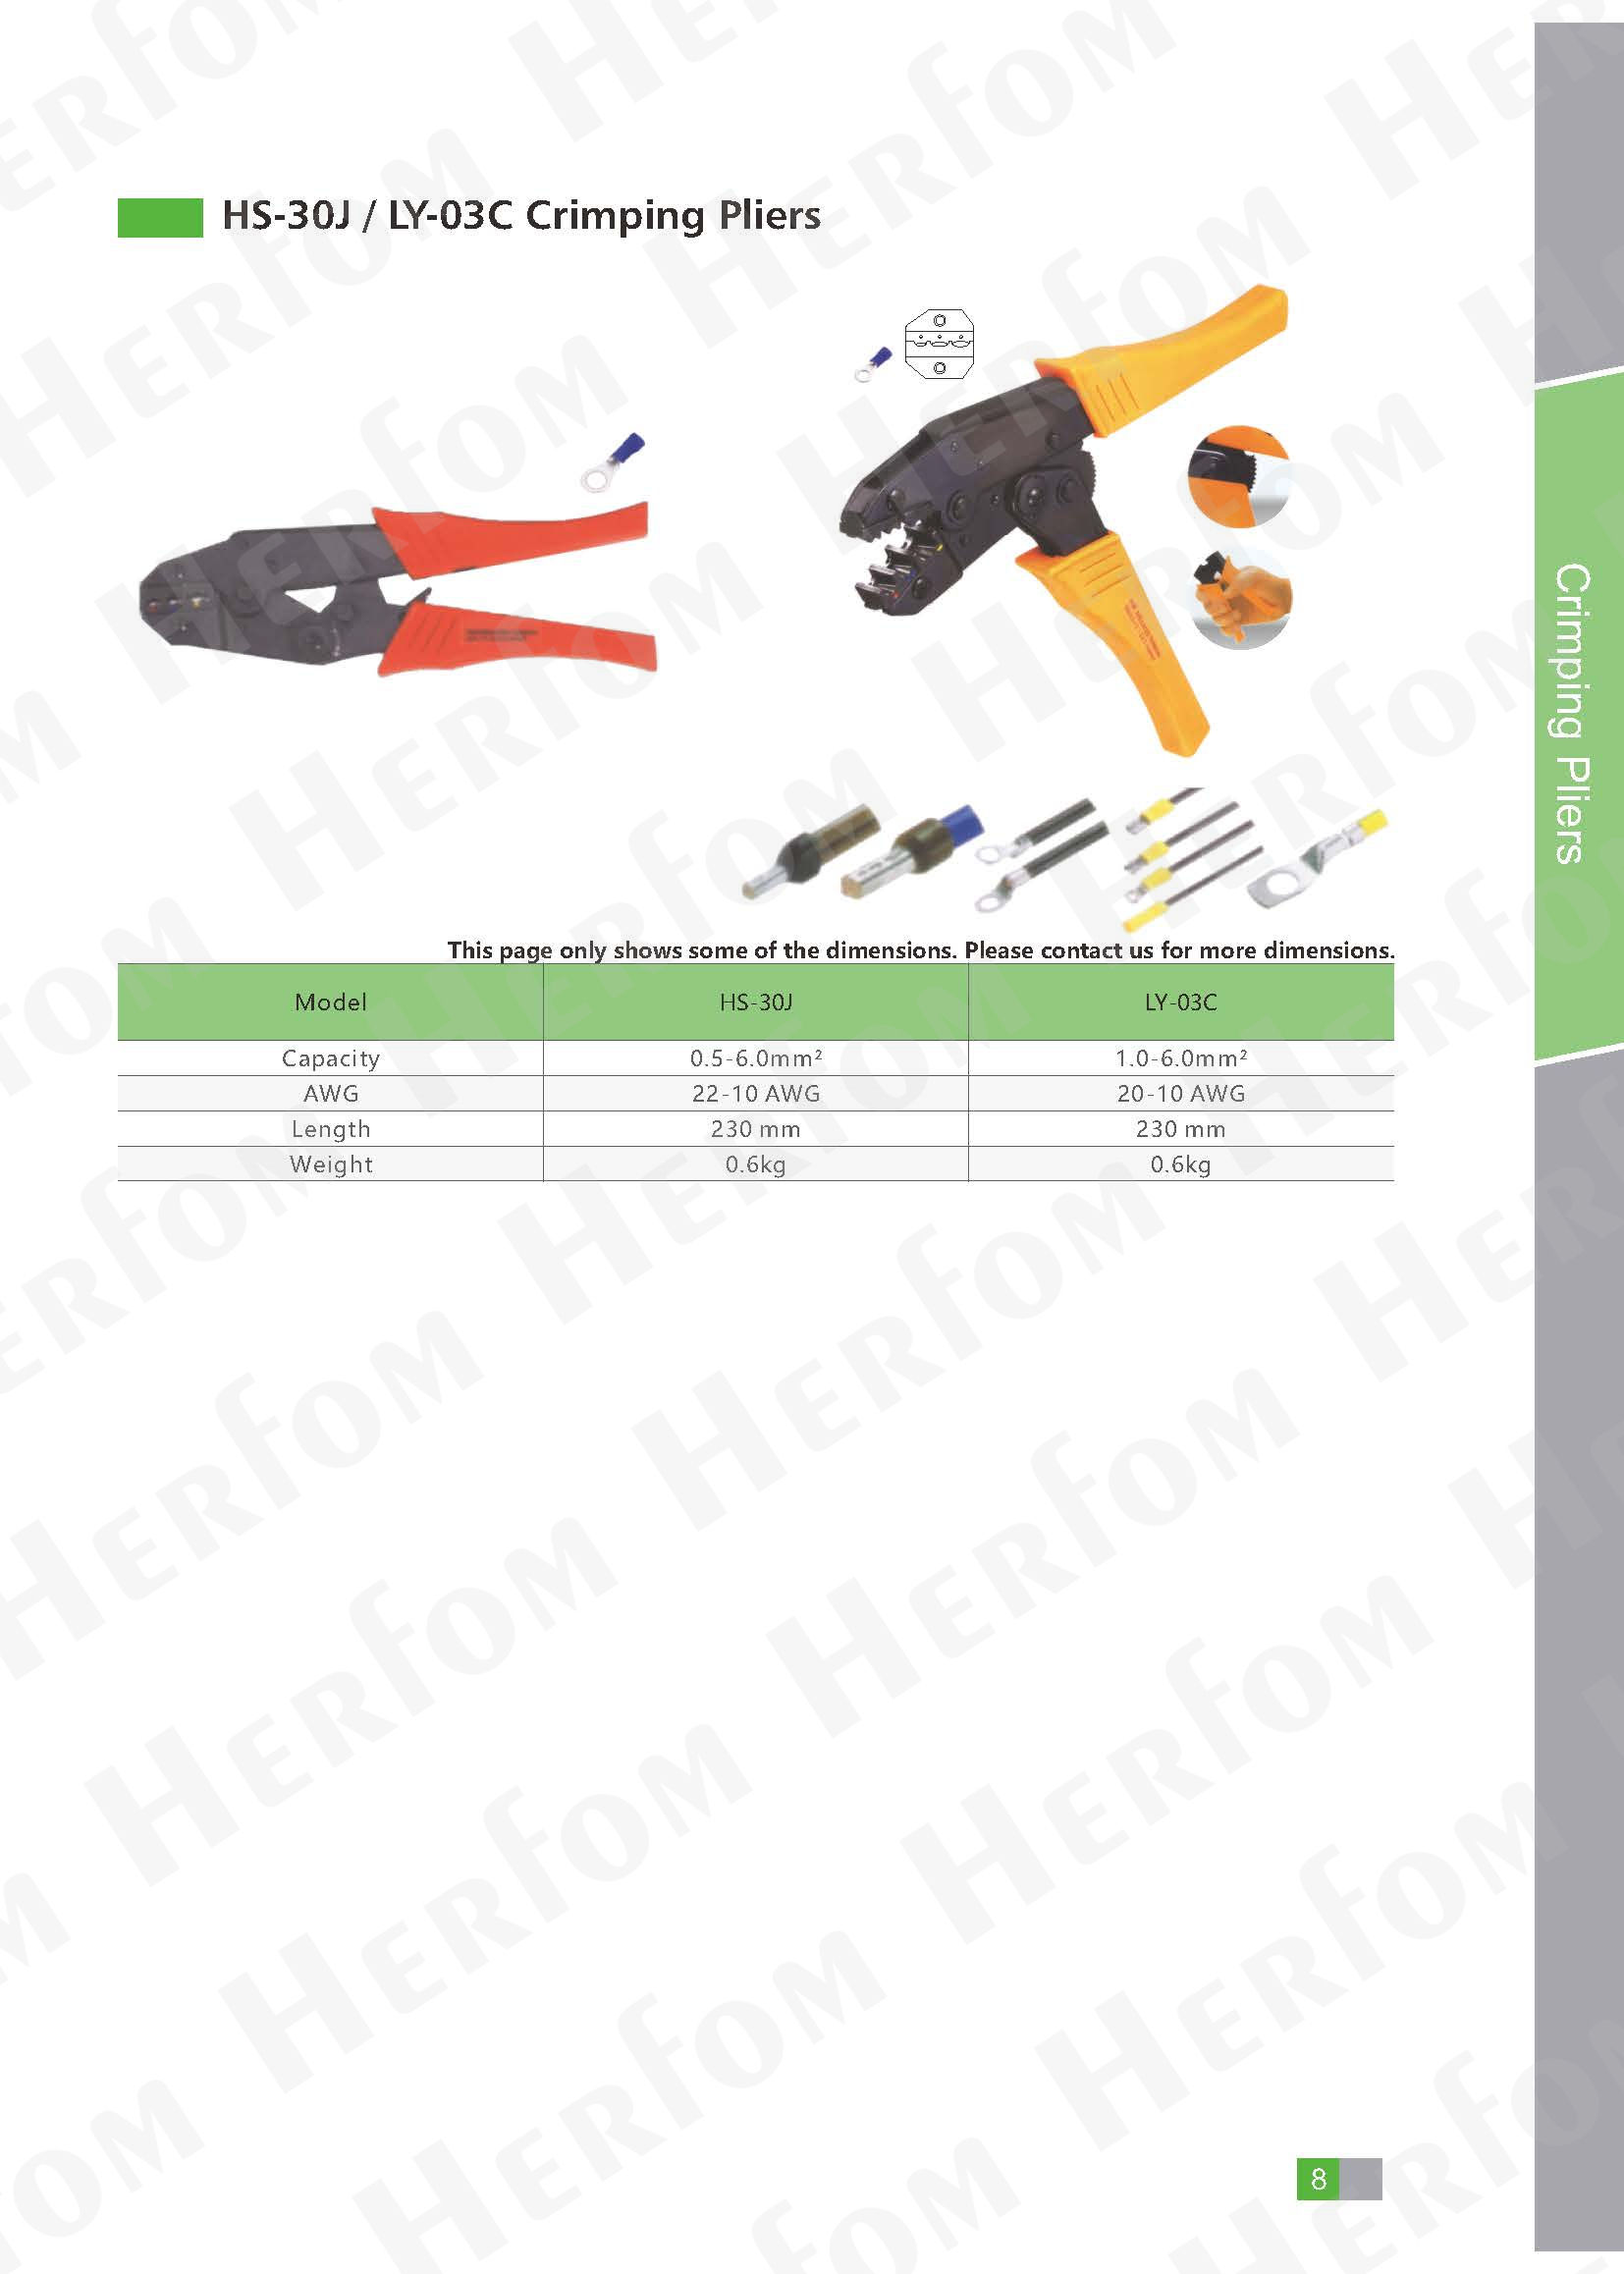 HS-30J / LY-03C Crimping Pliers
This page only shows some of the dimensions. Please contact us for more dimensions.
Model HS-30J LY-03C
Capacity 0.5-6.0mm² 1.0-6.0mm²
AWG 22-10 AWG 20-10 AWG
Length 230 mm 230 mm
Weight 0.6kg 0.6kg
Crimping Pliers
8
HERFOM